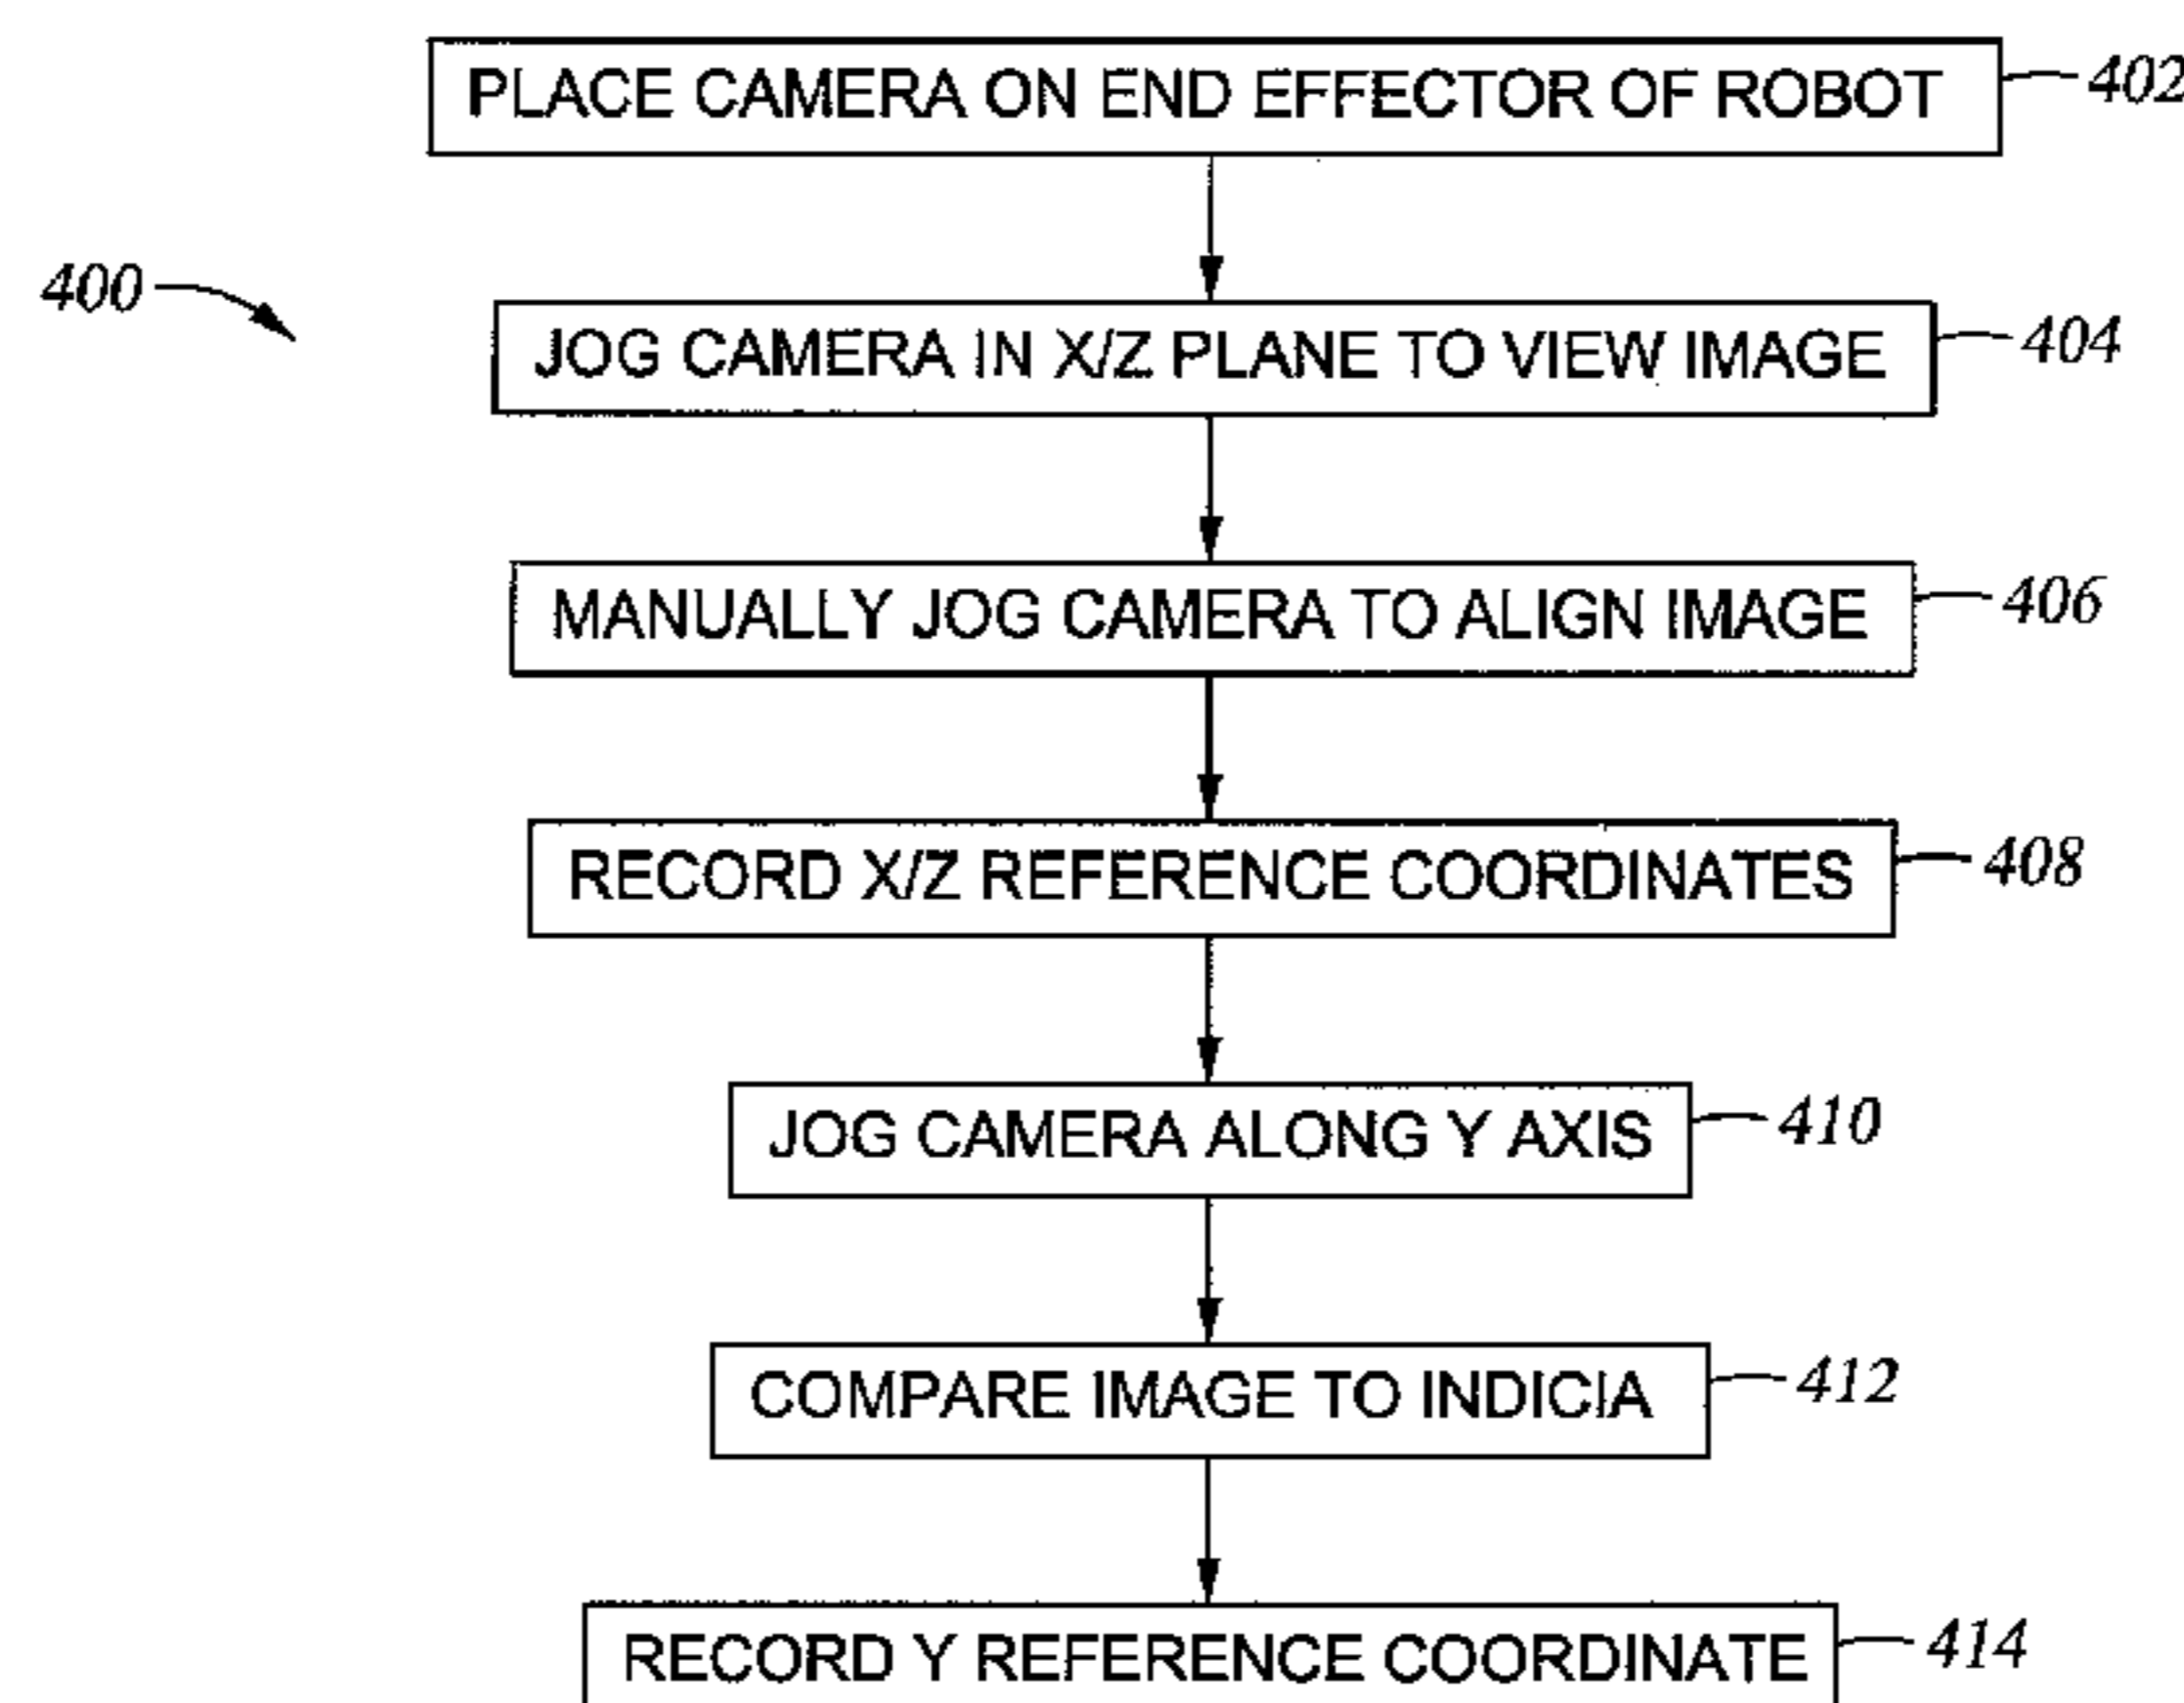 PLACE CAMERA ON END EFFECTOR OF ROBOT 402
400
JOG CAMERA IN X/Z PLANE TO VIEW IMAGE 404
MANUALLY JOG CAMERA TO ALIGN IMAGE 406
RECORD X/Z REFERENCE COORDINATES 408
JOG CAMERA ALONG Y AXIS 410
COMPARE IMAGE TO INDICIA 412
RECORD Y REFERENCE COORDINATE 414